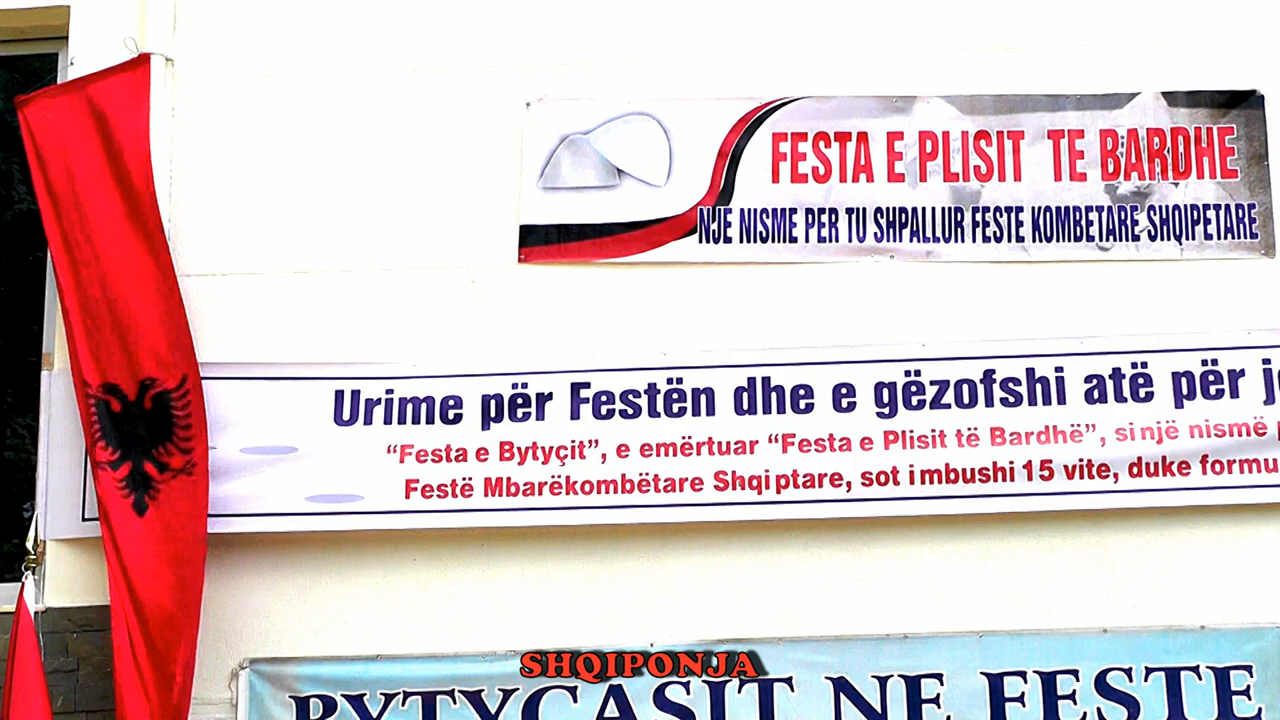 FESTA E PLISIT TE BARDHE
NJE NISME PER TU SHPALLUR FESTE KOMBETARE SHQIPETARE
Urime për Festën dhe e gëzofshi atë për
“Festa e Bytyçit”, e emërtuar “Festa e Plisit të Bardhë”, si një nismë
Festë Mbarëkombëtare Shqiptare, sot i mbushi 15 vite, duke
SHQIPONJA
BYTYÇASIT NE FESTE